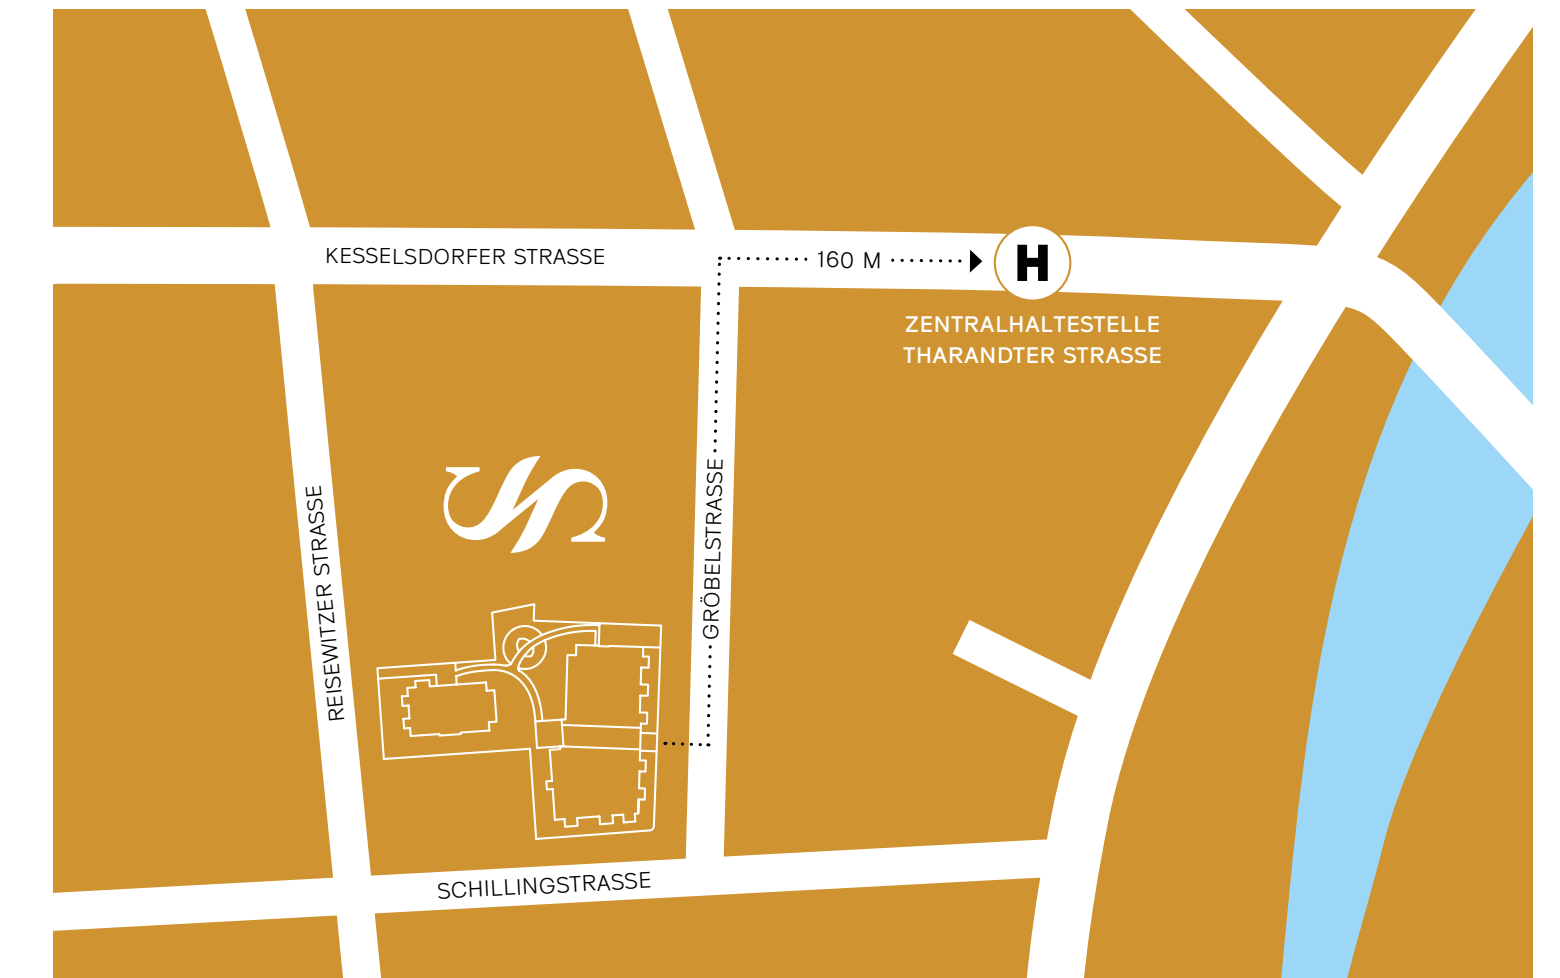 KESSELSDORFER STRASSE
160 M
H
ZENTRALHALTESTELLE
THARANDTER STRASSE
REISEWITZER STRASSE
GRÖBELSTRASSE
SCHILLINGSTRASSE